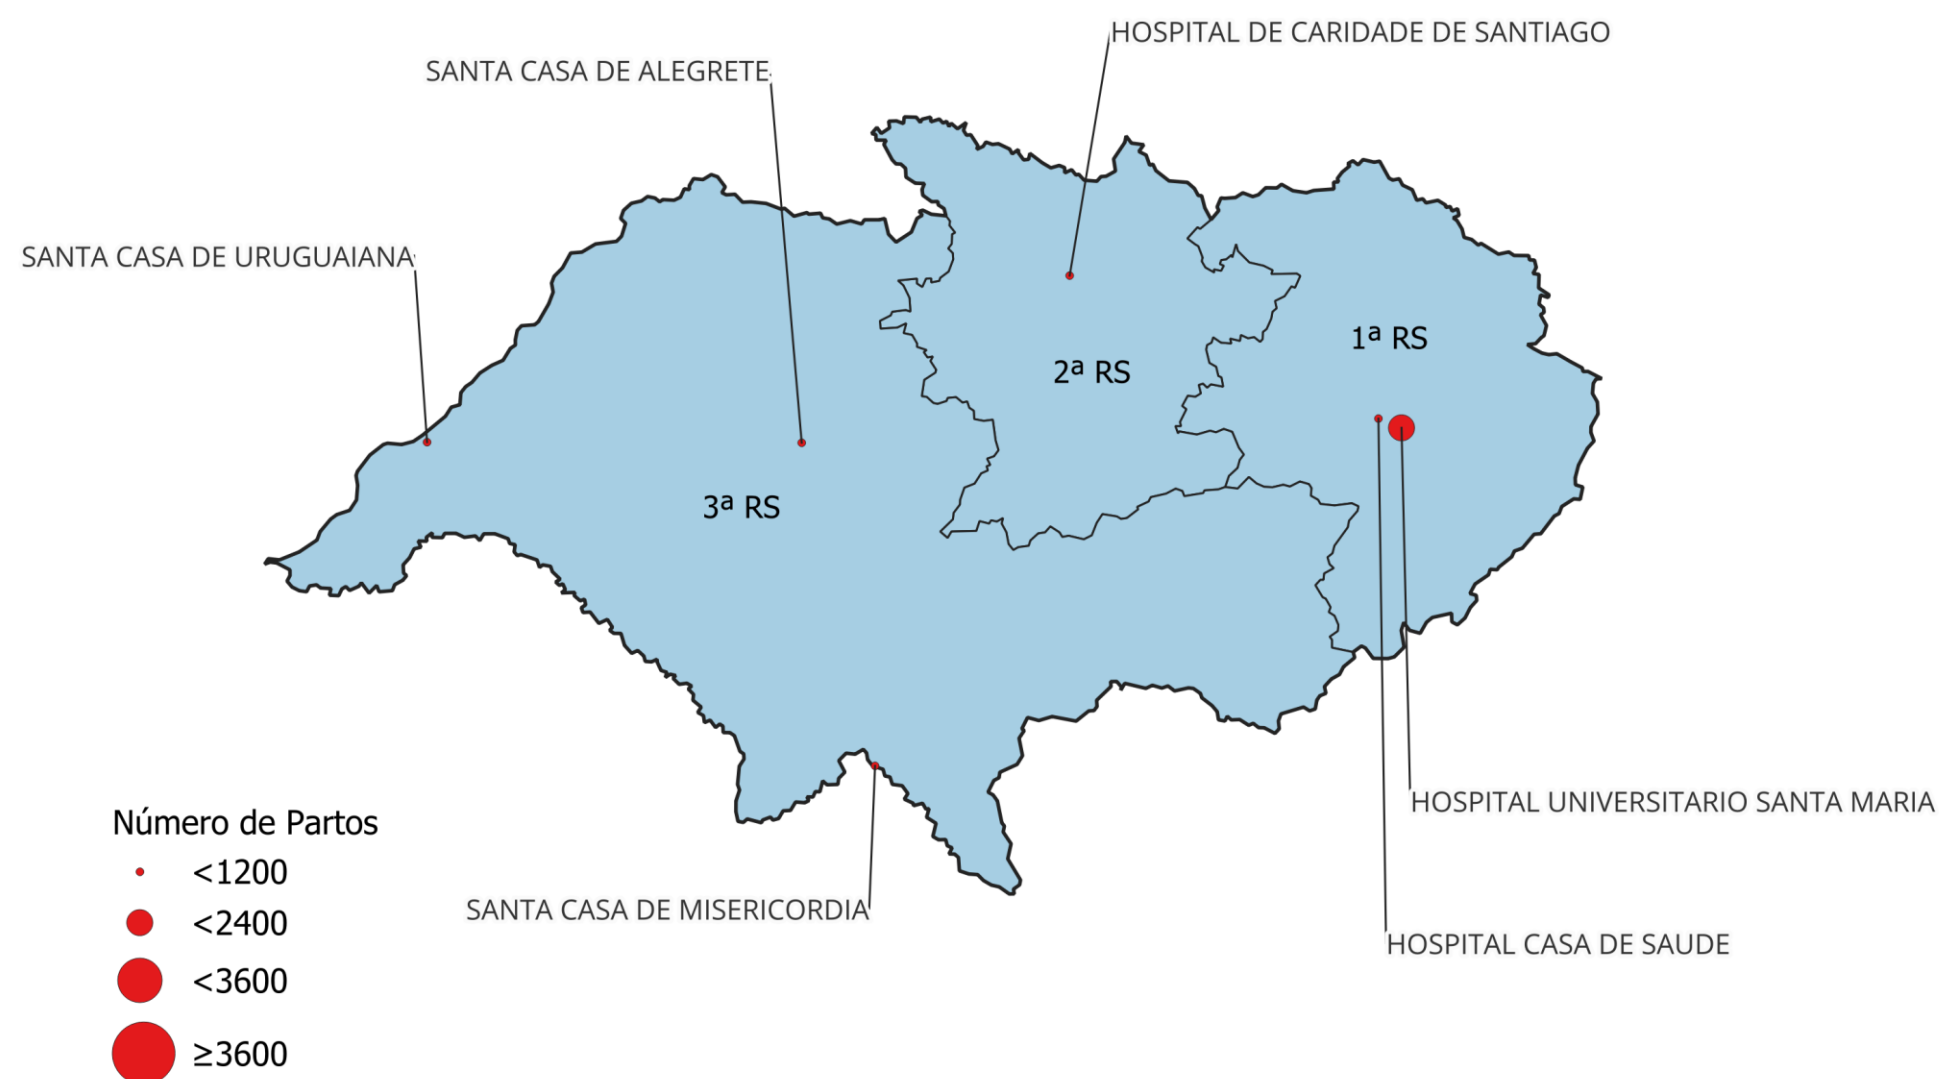 HOSPITAL DE CARIDADE DE SANTIAGO
SANTA CASA DE ALEGRETE
SANTA CASA DE URUGUAIANA
1ª RS
2ª RS
3ª RS
HOSPITAL UNIVERSITARIO SANTA MARIA
SANTA CASA DE MISERICORDIA
HOSPITAL CASA DE SAUDE
Número de Partos
<1200
<2400
<3600
≥3600